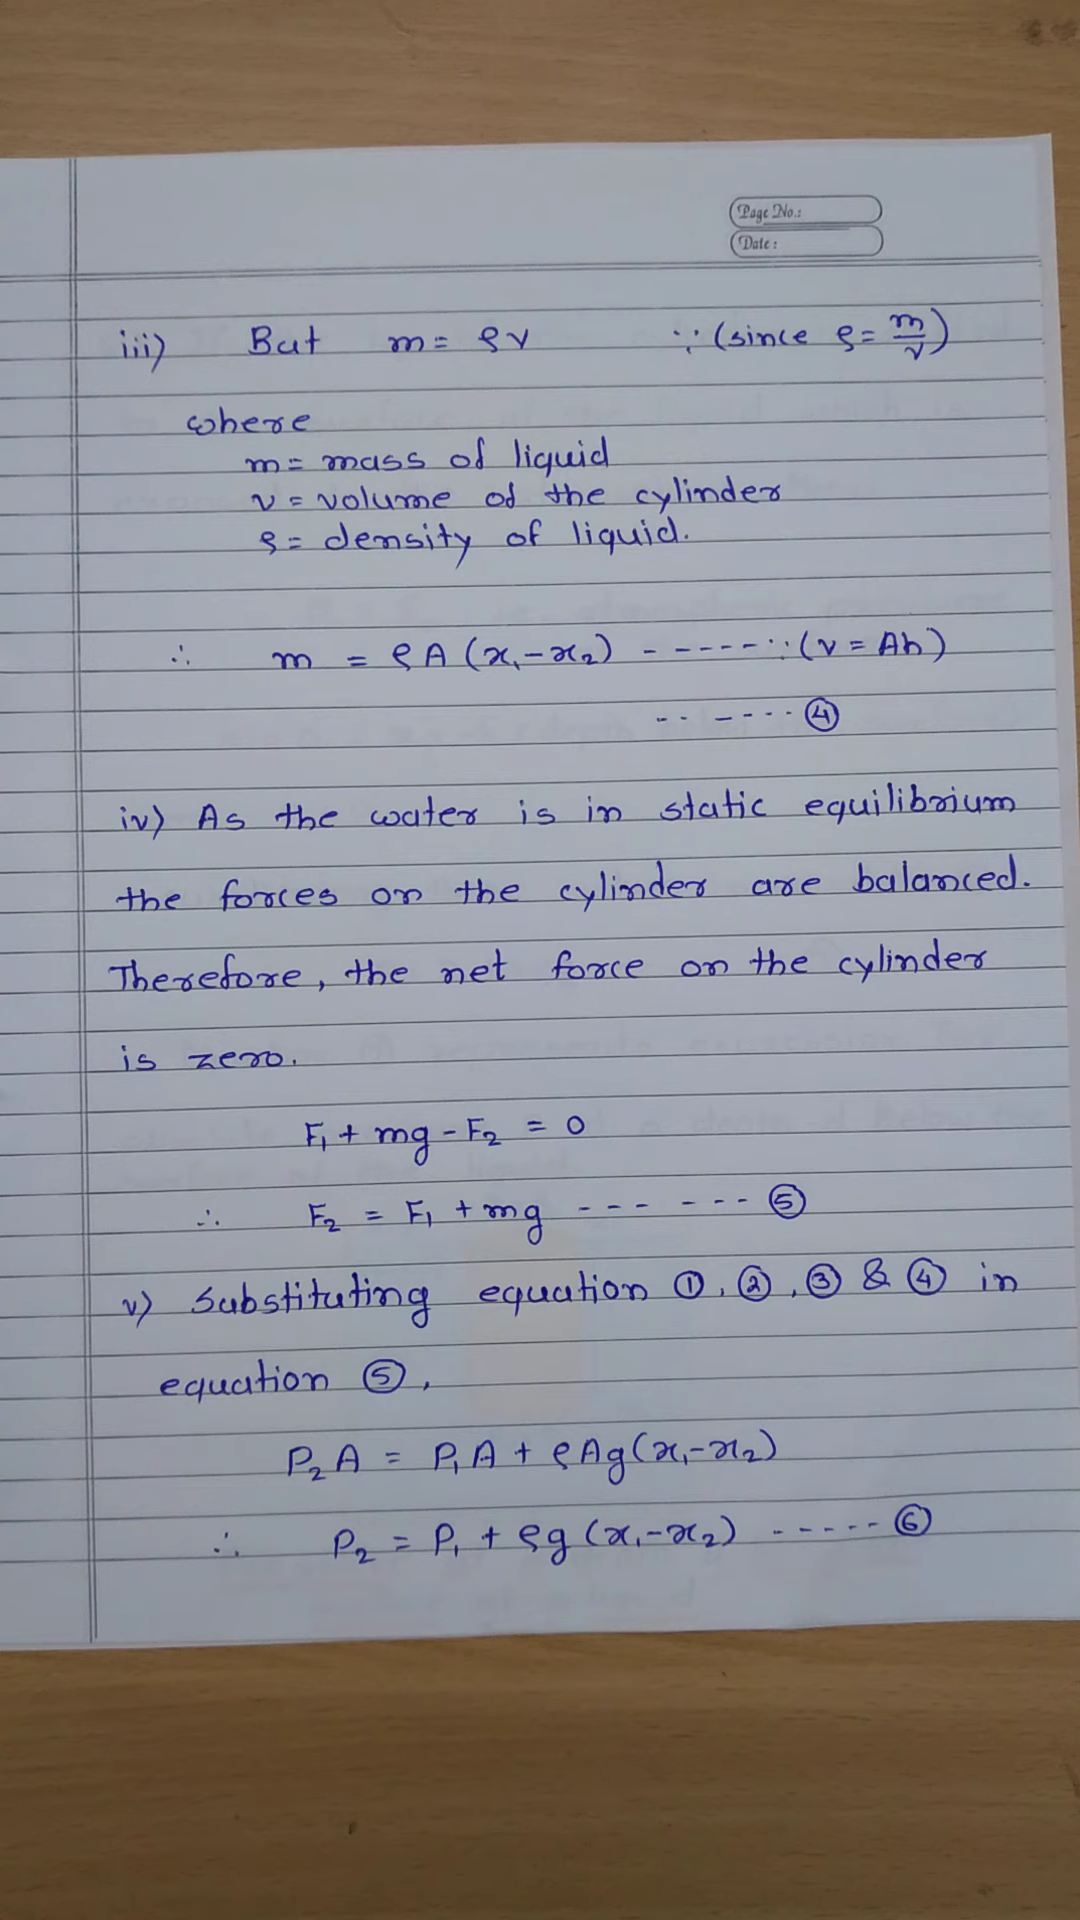 Page No.:
Date :
iii) But m = ρv ∵ (since ρ = m/v)
where
m = mass of liquid
v = volume of the cylinder
ρ = density of liquid.
∴ m = ρA (x₁-x₂) ------∵ (v = Ah)
------- ④
iv) As the water is in static equilibrium
the forces on the cylinder are balanced.
Therefore, the net force on the cylinder
is zero.
F₁ + mg - F₂ = 0
∴ F₂ = F₁ + mg ------- ⑤
v) Substituting equation ①, ②, ③ & ④ in
equation ⑤,
P₂ A = P₁ A + ρAg(x₁-x₂)
∴ P₂ = P₁ + ρg (x₁-x₂) ----- ⑥